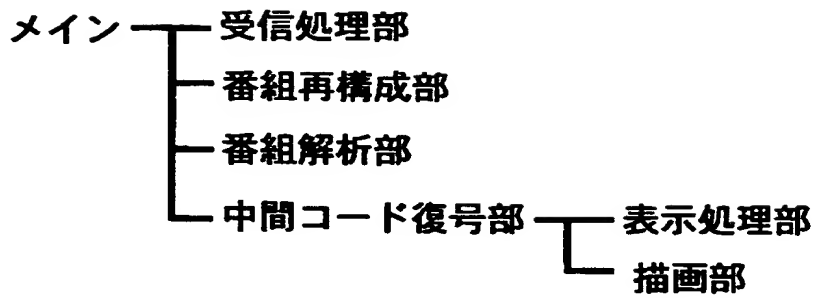 メイン 受信処理部
番組再構成部
番組解析部
中間コード復号部 表示処理部
描画部